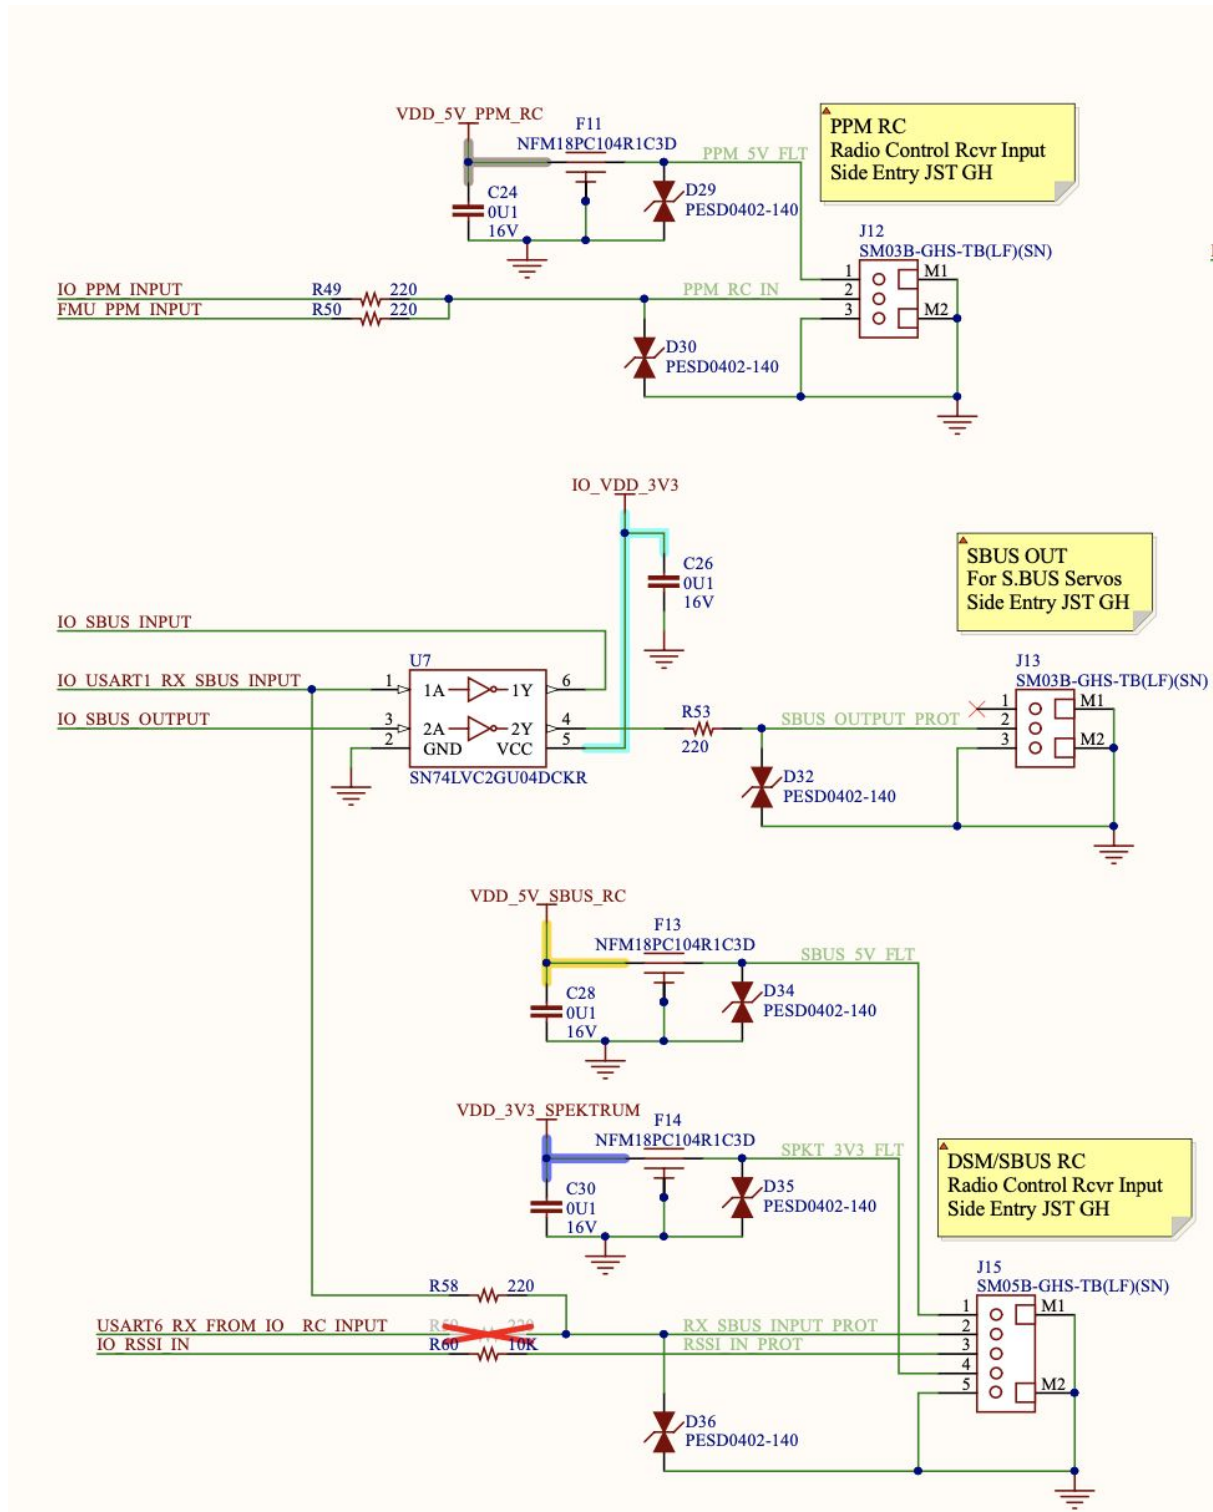 VDD_5V_PPM_RC
F11
NFM18PC104R1C3D
PPM_5V_FLT
C24
0U1
16V
D29
PESD0402-140
PPM RC
Radio Control Rcvr Input
Side Entry JST GH
J12
SM03B-GHS-TB(LF)(SN)
1
2
3
M1
M2
IO_PPM_INPUT
R49
220
PPM_RC_IN
FMU_PPM_INPUT
R50
220
D30
PESD0402-140
IO_VDD_3V3
C26
0U1
16V
SBUS OUT
For S.BUS Servos
Side Entry JST GH
IO_SBUS_INPUT
IO_USART1_RX_SBUS_INPUT
IO_SBUS_OUTPUT
U7
1
1A
1Y
6
3
2A
2Y
4
2
GND
VCC
5
SN74LVC2GU04DCKR
R53
220
SBUS_OUTPUT_PROT
D32
PESD0402-140
J13
SM03B-GHS-TB(LF)(SN)
1
2
3
M1
M2
VDD_5V_SBUS_RC
F13
NFM18PC104R1C3D
SBUS_5V_FLT
C28
0U1
16V
D34
PESD0402-140
VDD_3V3_SPEKTRUM
F14
NFM18PC104R1C3D
SPKT_3V3_FLT
C30
0U1
16V
D35
PESD0402-140
DSM/SBUS RC
Radio Control Rcvr Input
Side Entry JST GH
J15
SM05B-GHS-TB(LF)(SN)
1
2
3
4
5
M1
M2
R58
220
USART6_RX_FROM_IO__RC_INPUT
RX_SBUS_INPUT_PROT
IO_RSSI_IN
R60
10K
RSSI_IN_PROT
D36
PESD0402-140